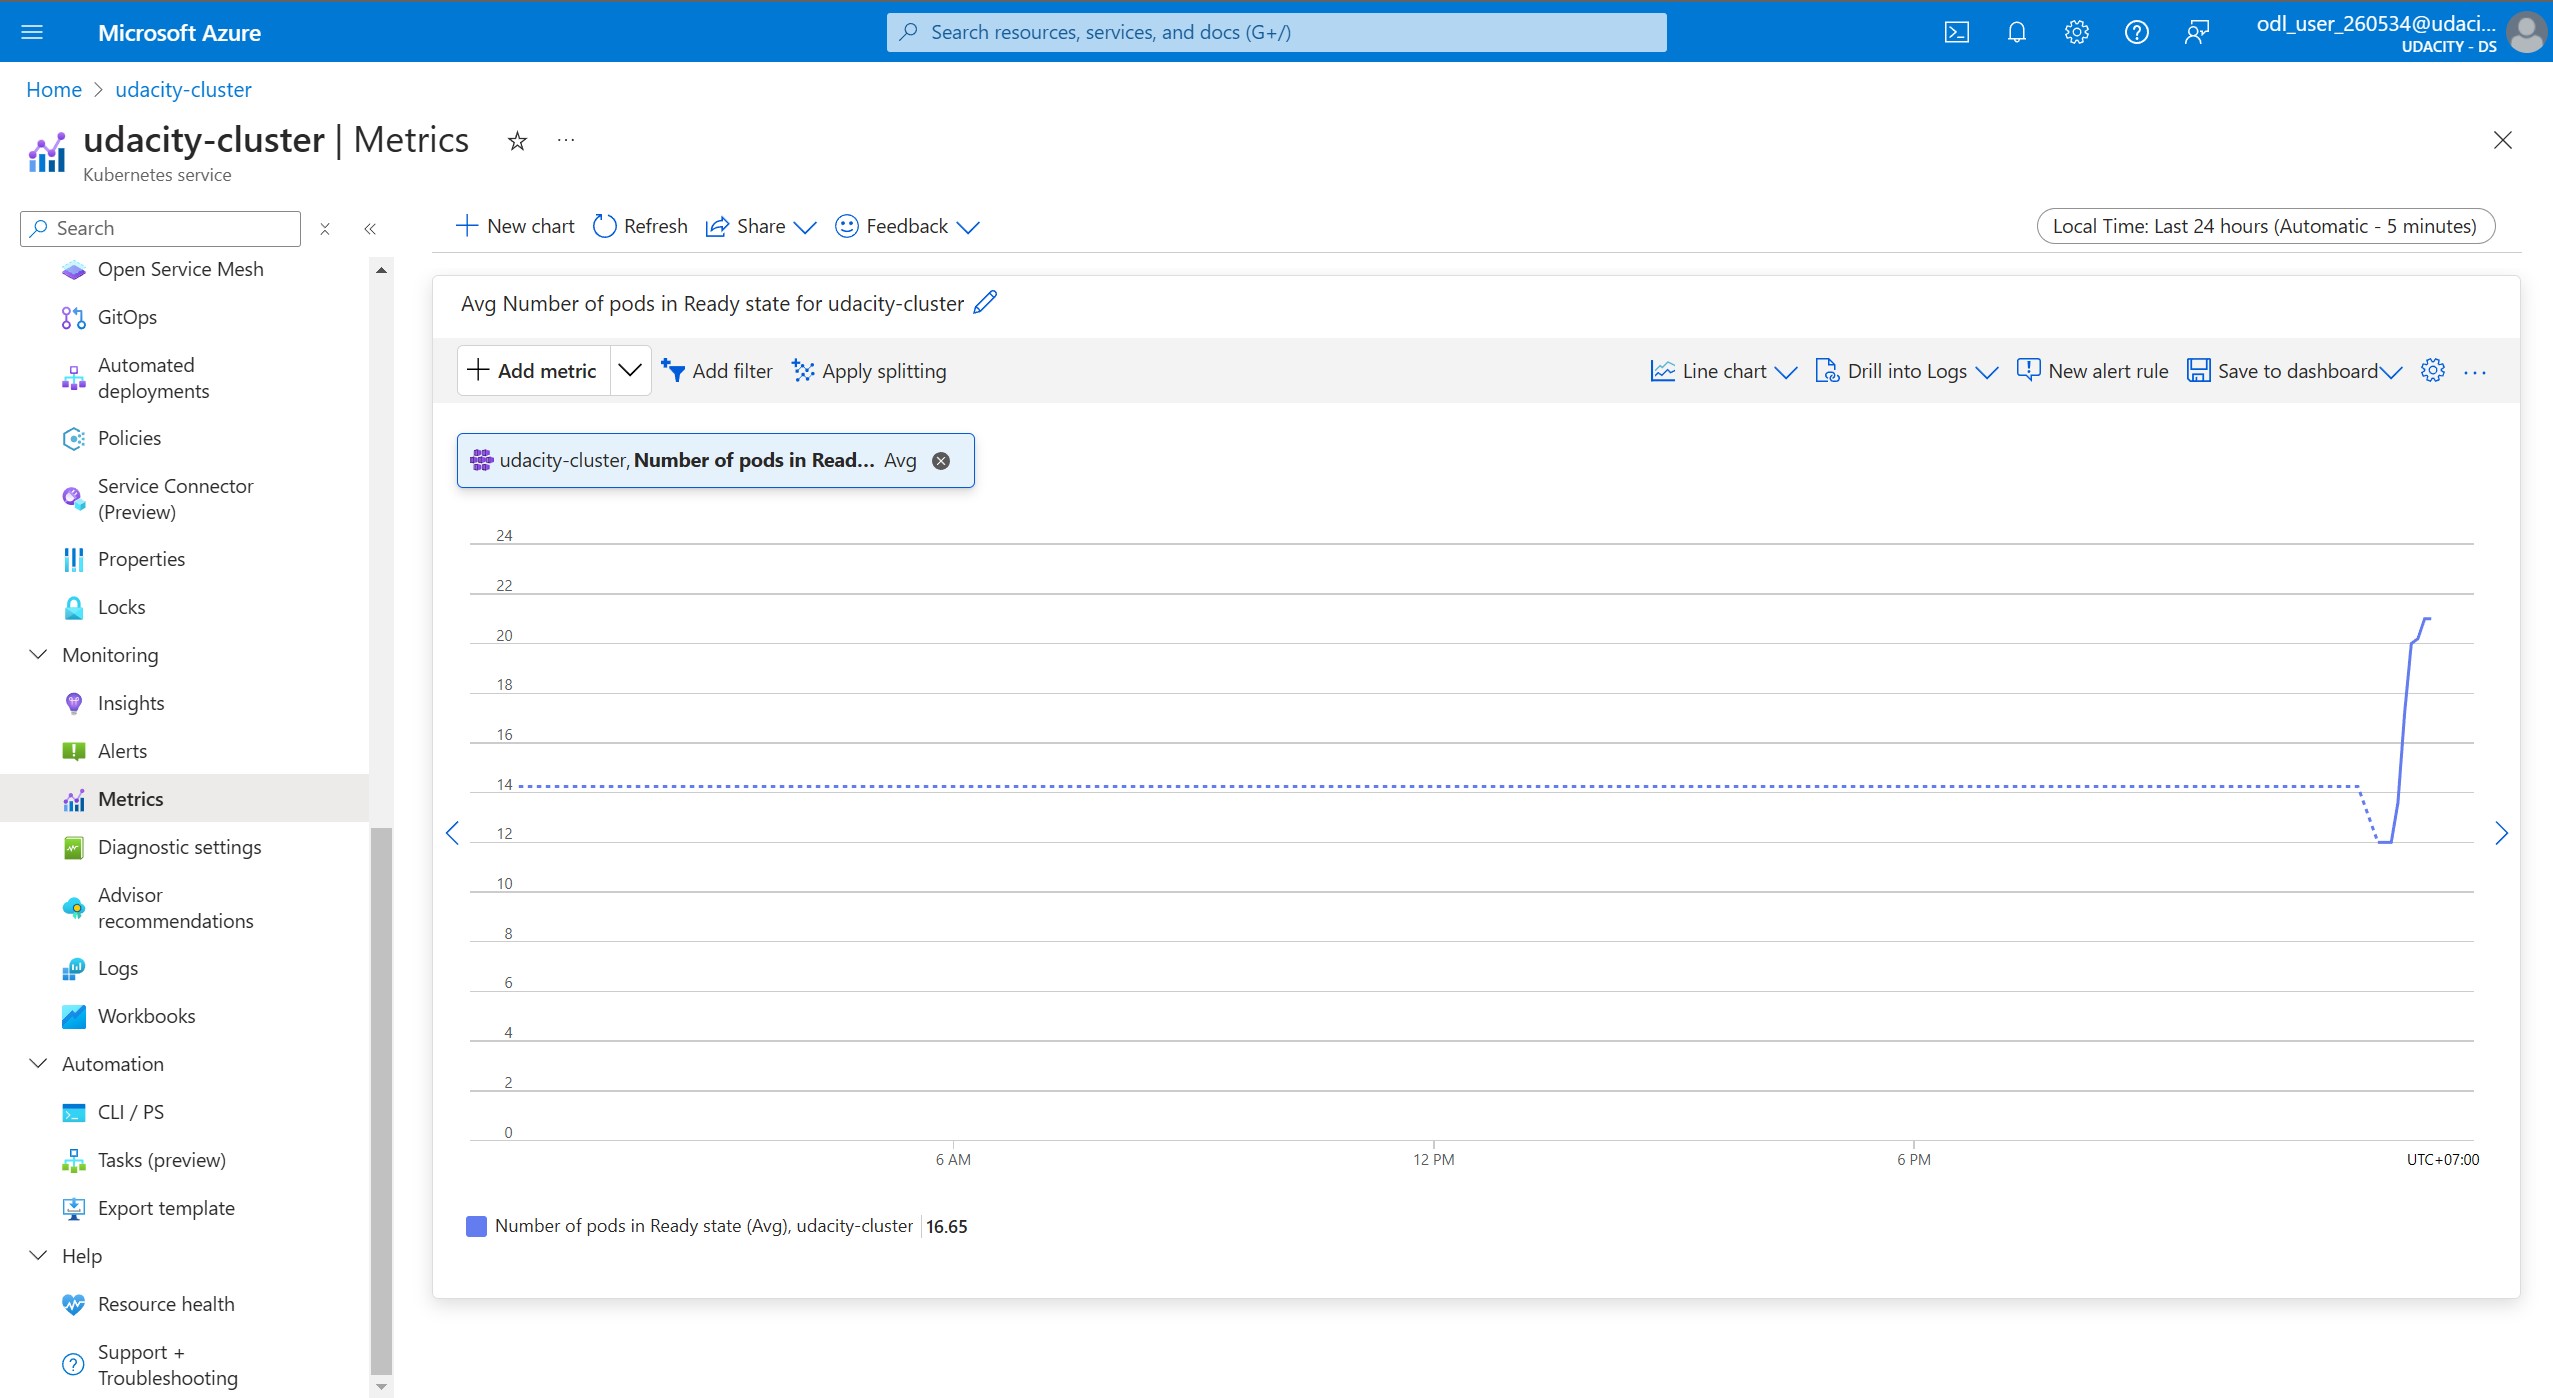 Microsoft Azure
Search resources, services, and docs (G+/)
odl_user_260534@udaci...
UDACITY - DS
Home > udacity-cluster
udacity-cluster | Metrics
Kubernetes service
Search
Open Service Mesh
GitOps
Automated
deployments
Policies
Service Connector
(Preview)
Properties
Locks
Monitoring
Insights
Alerts
Metrics
Diagnostic settings
Advisor
recommendations
Logs
Workbooks
Automation
CLI / PS
Tasks (preview)
Export template
Help
Resource health
Support +
Troubleshooting
New chart Refresh Share Feedback
Local Time: Last 24 hours (Automatic - 5 minutes)
Avg Number of pods in Ready state for udacity-cluster
Add metric Add filter Apply splitting
Line chart Drill into Logs New alert rule Save to dashboard ...
udacity-cluster, Number of pods in Read... Avg
24
22
20
18
16
14
12
10
8
6
4
2
0
6 AM 12 PM 6 PM UTC+07:00
Number of pods in Ready state (Avg), udacity-cluster 16.65